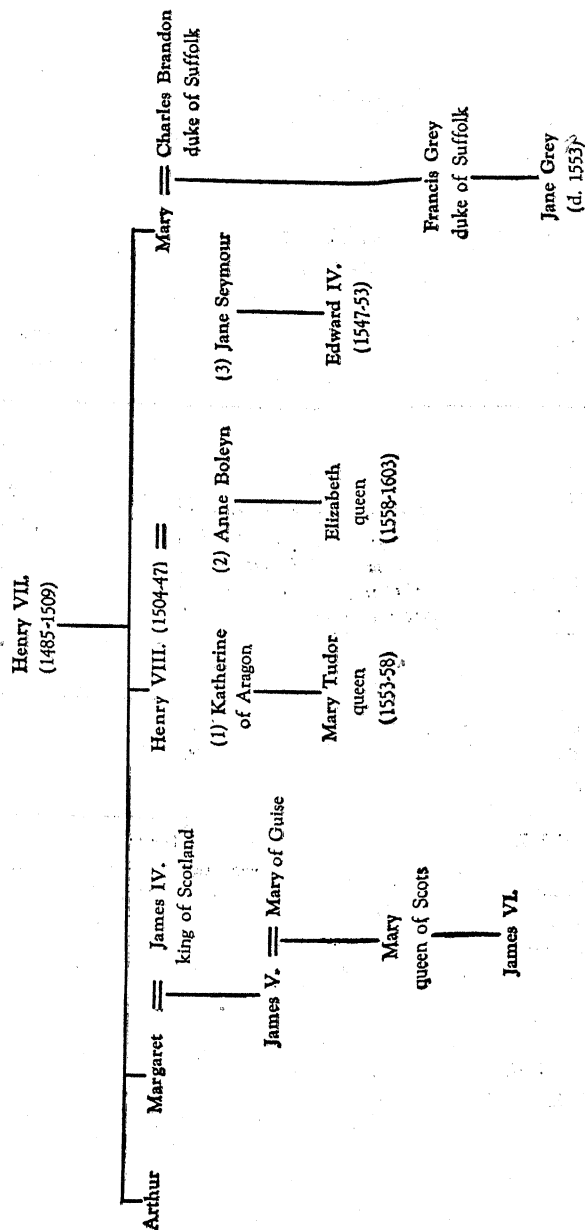 Henry VII.
(1485-1509)
Arthur
Margaret = James IV.
king of Scotland
Henry VIII. (1504-47) =
Mary = Charles Brandon
duke of Suffolk
James V. = Mary of Guise
(1) Katherine
of Aragon
(2) Anne Boleyn
(3) Jane Seymour
Mary
queen of Scots
Mary Tudor
queen
(1553-58)
Elizabeth
queen
(1558-1603)
Edward IV.
(1547-53)
Francis Grey
duke of Suffolk
James VI.
Jane Grey
(d. 1553)